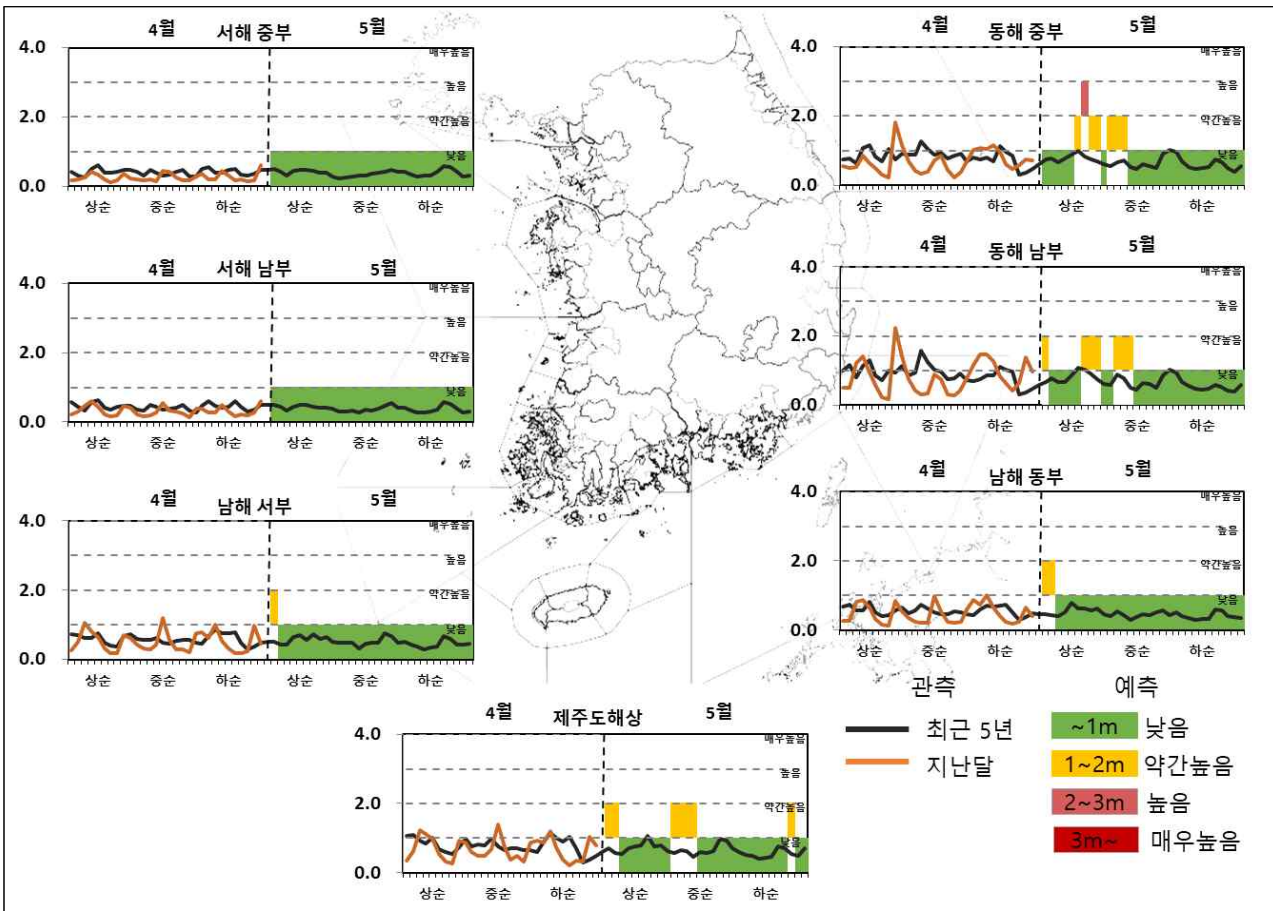 4월 서해 중부 5월
4.0
매우높음
높음
2.0
약간높음
낮음
0.0
상순 중순 하순 상순 중순 하순
4월 동해 중부 5월
4.0
매우높음
높음
2.0
약간높음
낮음
0.0
상순 중순 하순 상순 중순 하순
4월 서해 남부 5월
4.0
매우높음
높음
2.0
약간높음
낮음
0.0
상순 중순 하순 상순 중순 하순
4월 동해 남부 5월
4.0
매우높음
높음
2.0
약간높음
낮음
0.0
상순 중순 하순 상순 중순 하순
4월 남해 서부 5월
4.0
매우높음
높음
2.0
약간높음
낮음
0.0
상순 중순 하순 상순 중순 하순
4월 남해 동부 5월
4.0
매우높음
높음
2.0
약간높음
낮음
0.0
상순 중순 하순 상순 중순 하순
4월 제주도해상 5월
4.0
매우높음
높음
2.0
약간높음
낮음
0.0
상순 중순 하순 상순 중순 하순
관측 예측
최근 5년 ~1m 낮음
지난달 1~2m 약간높음
2~3m 높음
3m~ 매우높음